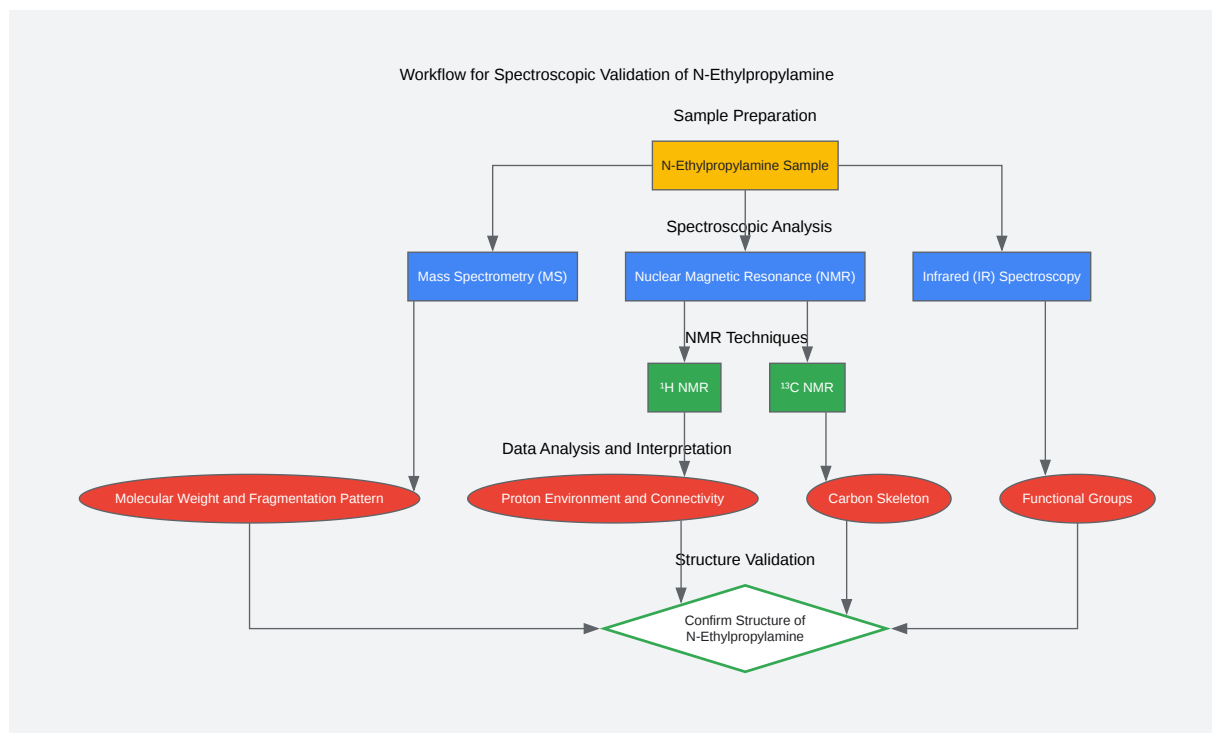 Workflow for Spectroscopic Validation of N-Ethylpropylamine
Sample Preparation
N-Ethylpropylamine Sample
Spectroscopic Analysis
Mass Spectrometry (MS)
Nuclear Magnetic Resonance (NMR)
Infrared (IR) Spectroscopy
NMR Techniques
¹H NMR
¹³C NMR
Data Analysis and Interpretation
Molecular Weight and Fragmentation Pattern
Proton Environment and Connectivity
Carbon Skeleton
Functional Groups
Structure Validation
Confirm Structure of
N-Ethylpropylamine